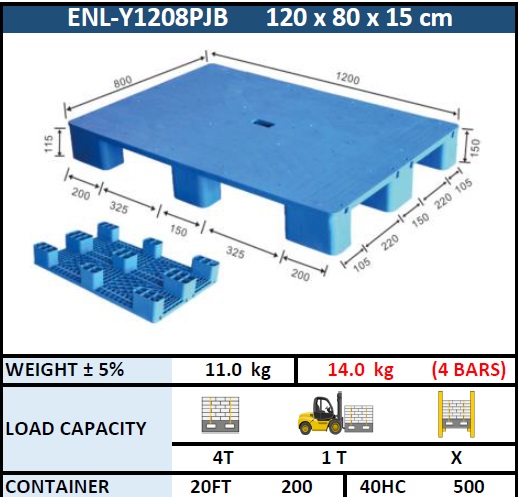 ENL-Y1208PJB 120 x 80 x 15 cm
800
1200
115
150
200
325
150
325
200
105
220
150
220
105
WEIGHT ± 5% 11.0 kg 14.0 kg (4 BARS)
LOAD CAPACITY
4T 1 T X
CONTAINER 20FT 200 40HC 500